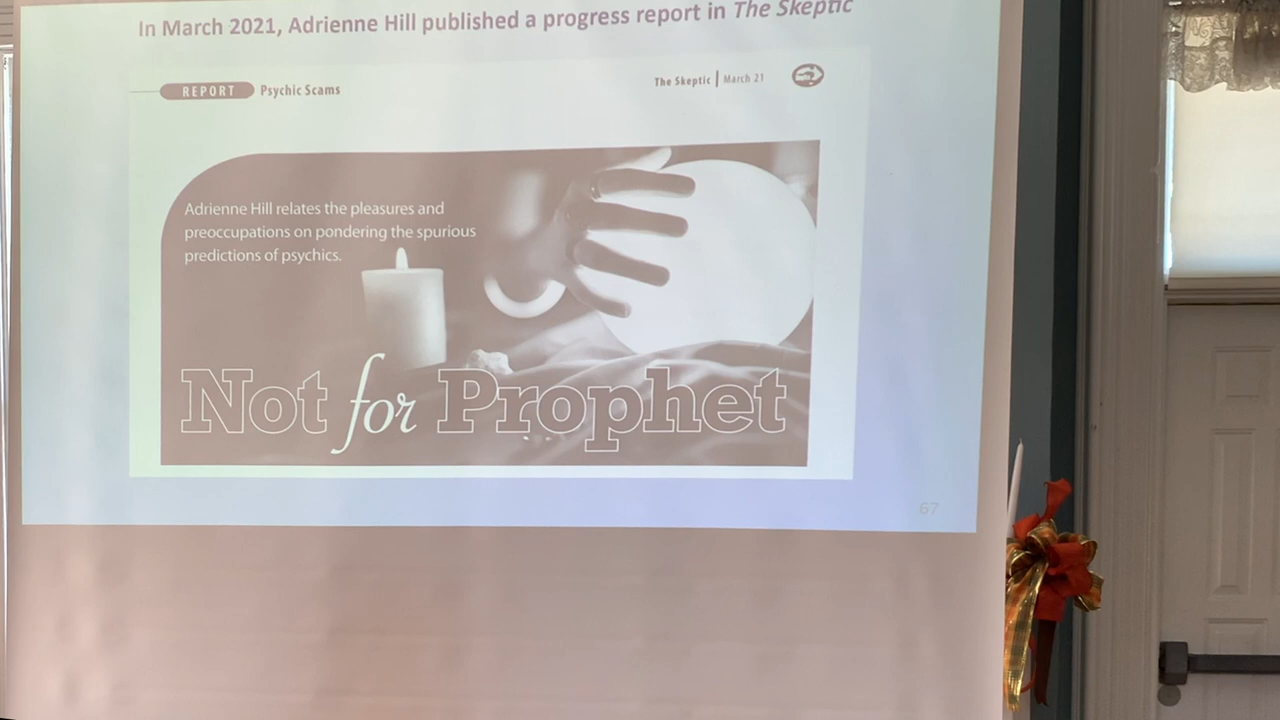 In March 2021, Adrienne Hill published a progress report in The Skeptic
REPORT Psychic Scams
The Skeptic | March 21
Adrienne Hill relates the pleasures and
preoccupations on pondering the spurious
predictions of psychics.
Not for Prophet
67